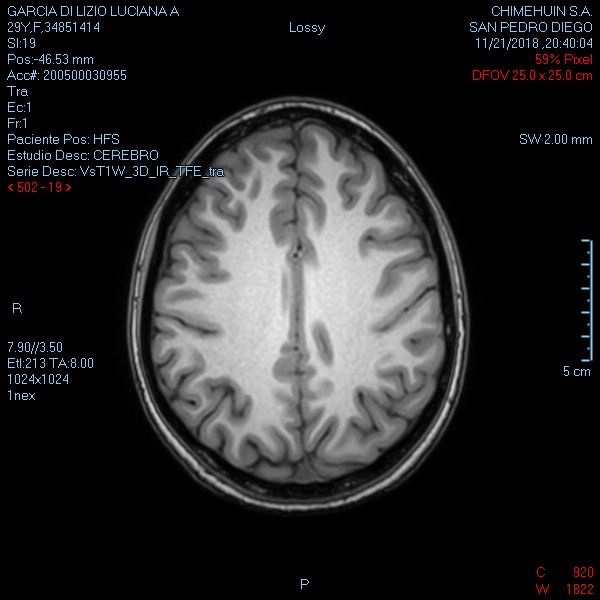 GARCIA DI LIZIO LUCIANA A
29Y,F,34851414
Sl:19
Pos:-46.53 mm
Acc#: 200500030955
Tra
Ec:1
Fr:1
Paciente Pos: HFS
Estudio Desc: CEREBRO
Serie Desc: VsT1W_3D_IR_TFE_tra
< 502 - 19 >
Lossy
CHIMEHUIN S.A.
SAN PEDRO DIEGO
11/21/2018 ,20:40:04
59% Pixel
DFOV 25.0 x 25.0 cm
SW 2.00 mm
R
7.90//3.50
Etl:213 TA:8.00
1024x1024
1nex
5 cm
P
C 920
W 1822